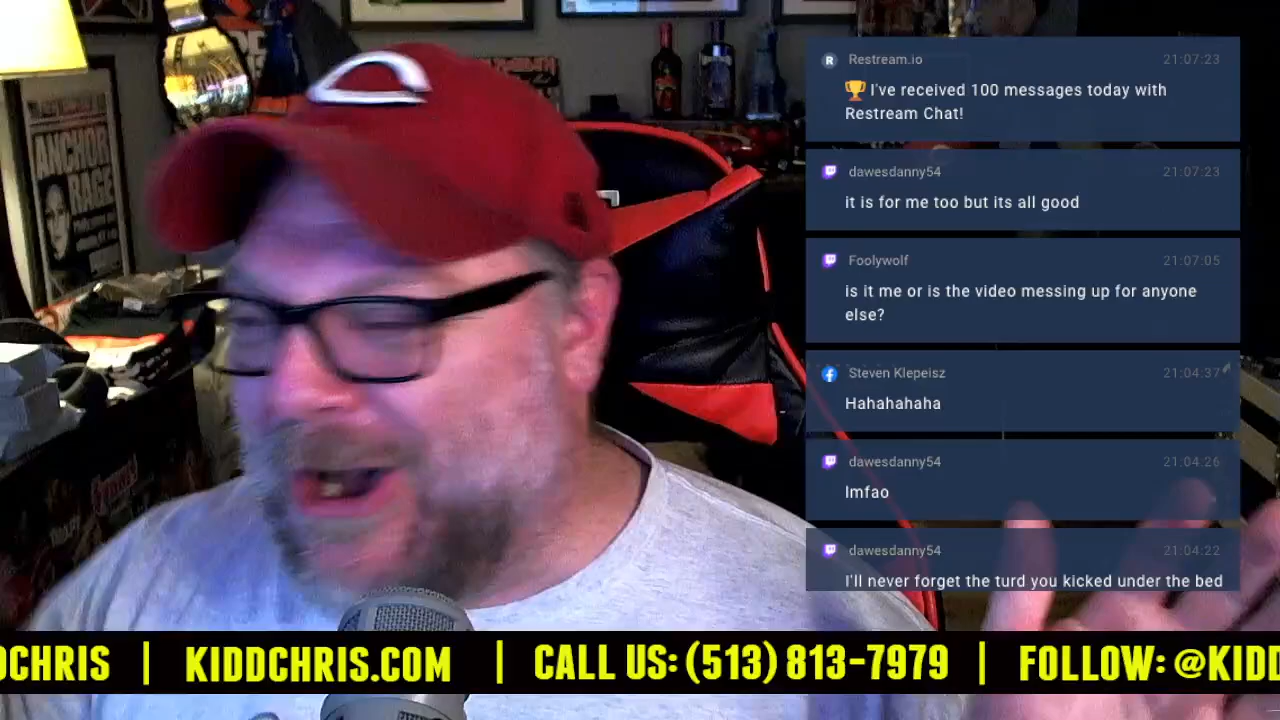 ANCHOR
RAGE
Restream.io 21:07:23
🏆 I've received 100 messages today with
Restream Chat!
dawesdanny54 21:07:23
it is for me too but its all good
Foolywolf 21:07:05
is it me or is the video messing up for anyone
else?
Steven Klepeisz 21:04:37
Hahahahaha
dawesdanny54 21:04:26
lmfao
dawesdanny54 21:04:22
I'll never forget the turd you kicked under the bed
DCHRIS | KIDDCHRIS.COM | CALL US: (513) 813-7979 | FOLLOW: @KIDD